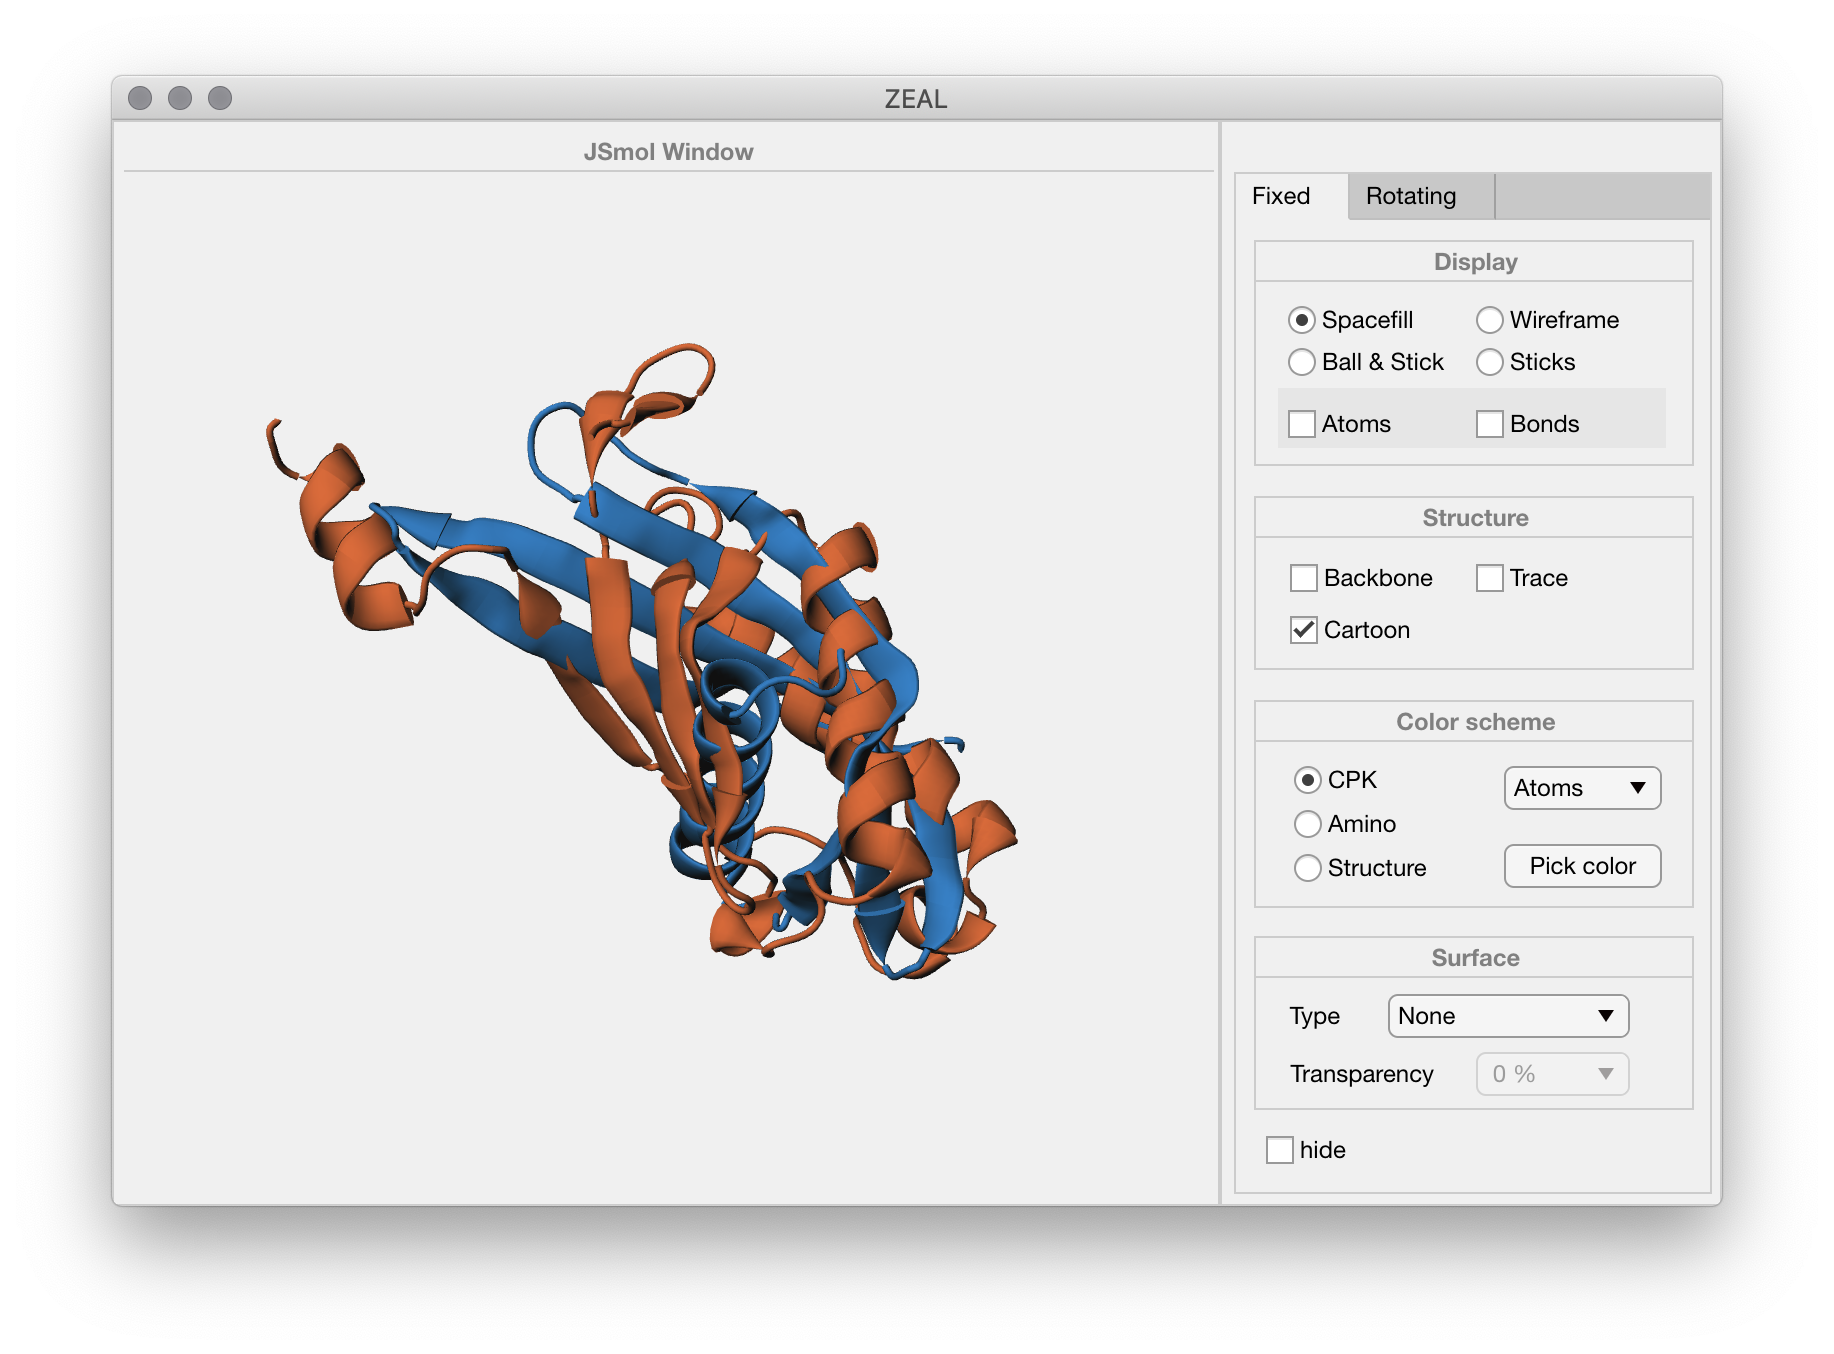 ZEAL
JSmol Window
Fixed Rotating
Display
Spacefill Wireframe
Ball & Stick Sticks
Atoms Bonds
Structure
Backbone Trace
Cartoon
Color scheme
CPK Atoms
Amino
Structure Pick color
Surface
Type None
Transparency 0 %
hide